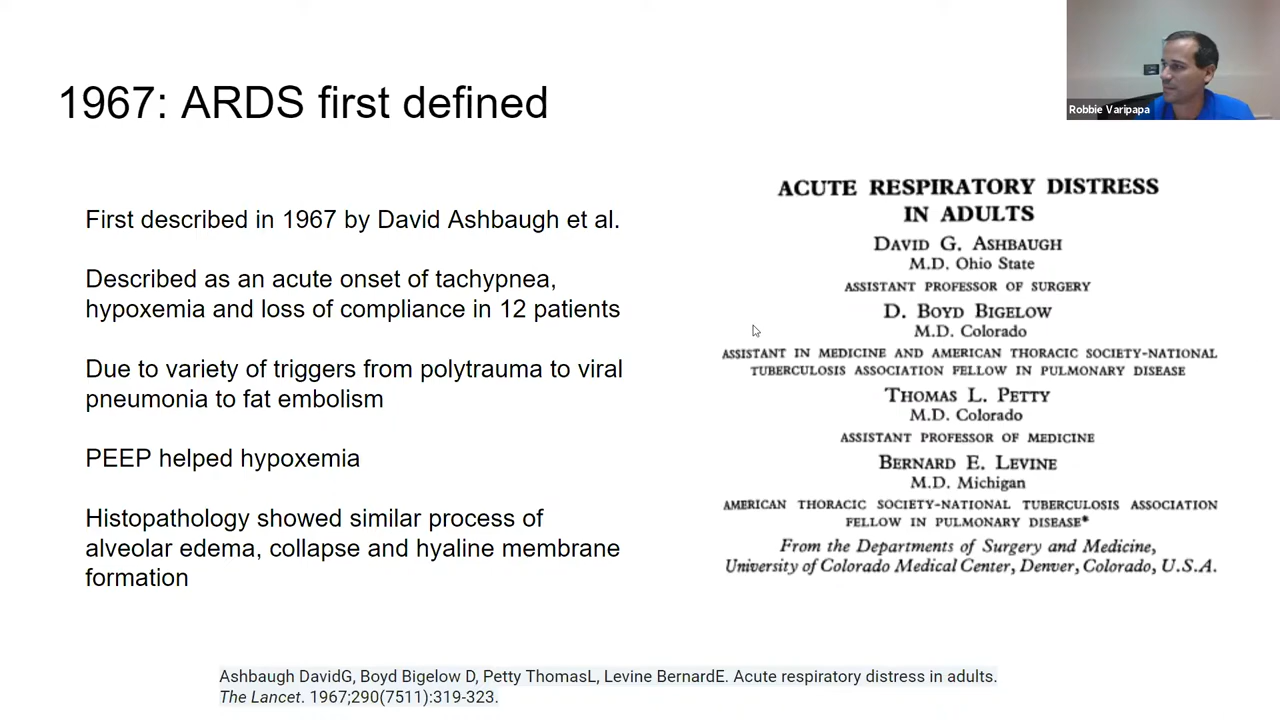 Robbie Varipapa
1967: ARDS first defined
First described in 1967 by David Ashbaugh et al.
Described as an acute onset of tachypnea,
hypoxemia and loss of compliance in 12 patients
Due to variety of triggers from polytrauma to viral
pneumonia to fat embolism
PEEP helped hypoxemia
Histopathology showed similar process of
alveolar edema, collapse and hyaline membrane
formation
ACUTE RESPIRATORY DISTRESS
IN ADULTS
DAVID G. ASHBAUGH
M.D. Ohio State
ASSISTANT PROFESSOR OF SURGERY
D. BOYD BIGELOW
M.D. Colorado
ASSISTANT IN MEDICINE AND AMERICAN THORACIC SOCIETY-NATIONAL
TUBERCULOSIS ASSOCIATION FELLOW IN PULMONARY DISEASE
THOMAS L. PETTY
M.D. Colorado
ASSISTANT PROFESSOR OF MEDICINE
BERNARD E. LEVINE
M.D. Michigan
AMERICAN THORACIC SOCIETY-NATIONAL TUBERCULOSIS ASSOCIATION
FELLOW IN PULMONARY DISEASE*
From the Departments of Surgery and Medicine,
University of Colorado Medical Center, Denver, Colorado, U.S.A.
Ashbaugh DavidG, Boyd Bigelow D, Petty ThomasL, Levine BernardE. Acute respiratory distress in adults.
The Lancet. 1967;290(7511):319-323.